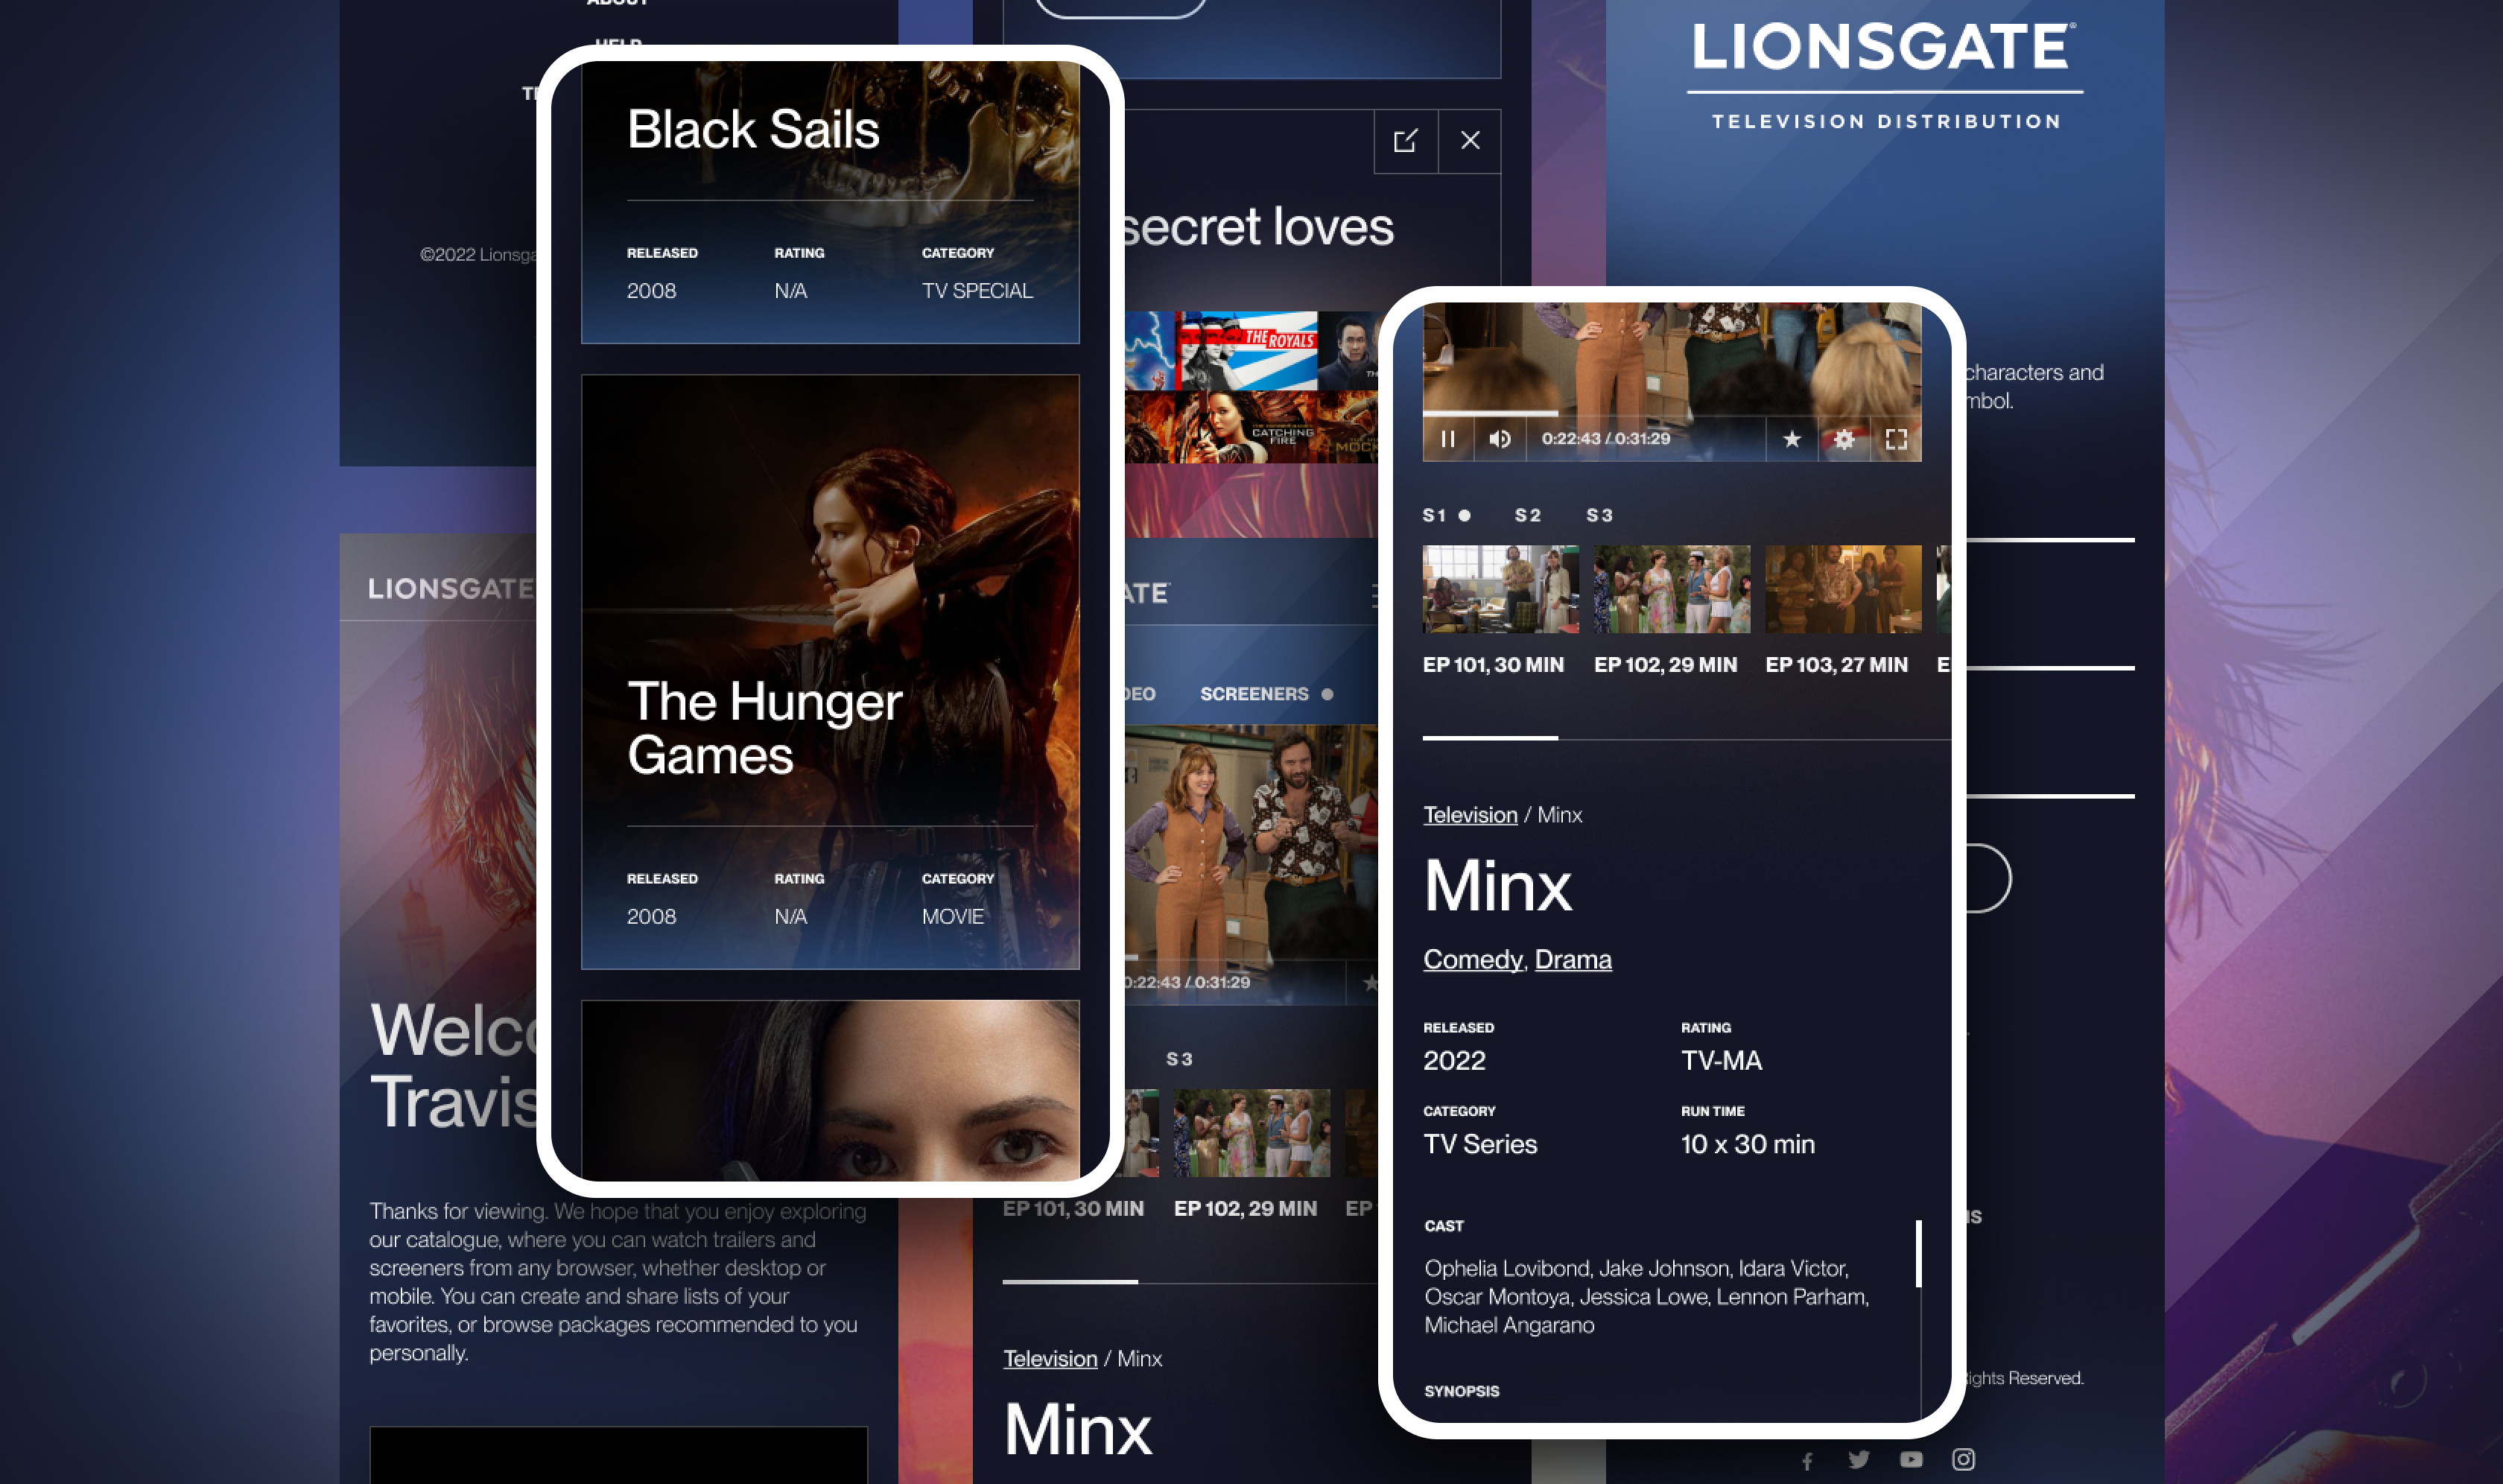 ABOUT
HELP
©2022
LIONSGATE
Thanks for viewing. We hope that you enjoy exploring
our catalogue, where you can watch trailers and
screeners from any browser, whether desktop or
mobile. You can create and share lists of your
favorites, or browse packages recommended to you
personally.
Black Sails
RELEASED RATING CATEGORY
2008 N/A TV SPECIAL
The Hunger
Games
RELEASED RATING CATEGORY
2008 N/A MOVIE
secret loves
THE ROYALS
CATCHING
FIRE
SCREENERS
0:22:43 / 0:31:29
S3
EP 101, 30 MIN EP 102, 29 MIN EP
Television / Minx
Minx
0:22:43 / 0:31:29
S1 S2 S3
EP 101, 30 MIN EP 102, 29 MIN EP 103, 27 MIN
Television / Minx
Minx
Comedy, Drama
RELEASED RATING
2022 TV-MA
CATEGORY RUN TIME
TV Series 10 x 30 min
CAST
Ophelia Lovibond, Jake Johnson, Idara Victor,
Oscar Montoya, Jessica Lowe, Lennon Parham,
Michael Angarano
SYNOPSIS
LIONSGATE®
TELEVISION DISTRIBUTION
characters and
Reserved.